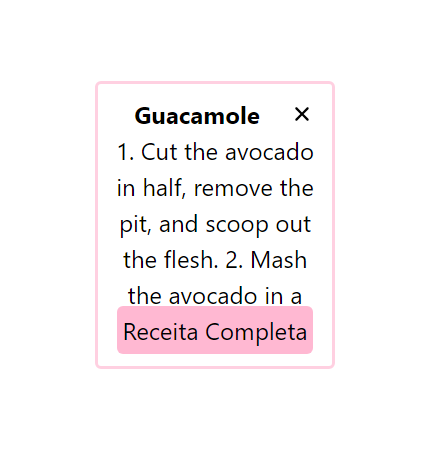 Guacamole ×
1. Cut the avocado
in half, remove the
pit, and scoop out
the flesh. 2. Mash
the avocado in a
Receita Completa